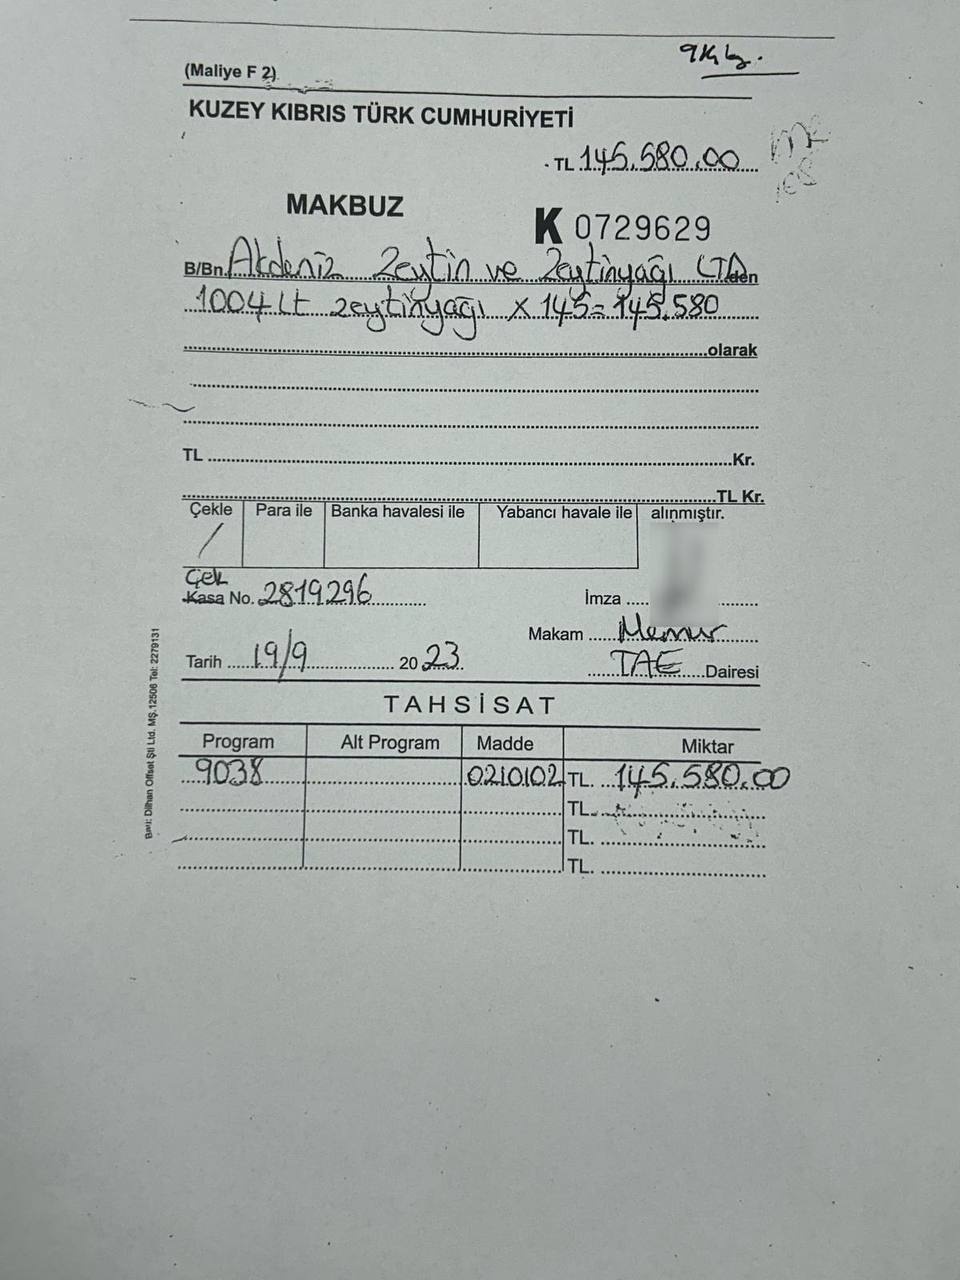 (Maliye F 2)
KUZEY KIBRIS TÜRK CUMHURİYETİ
TL 145.580.00
MAKBUZ
K 0729629
B/Bn. Akdeniz Zeytin ve Zeytinyağı LTD den
1004 Lt zeytinyağı x 145 = 145.580
olarak
TL Kr.
TL Kr.
Çekle Para ile Banka havalesi ile Yabancı havale ile alınmıştır.
/
Çek
Kasa No. 2819296
İmza
Makam Memur
Tarih 19/9 2023
TAE Dairesi
TAHSİSAT
Program Alt Program Madde Miktar
9038 0210102 TL. 145.580.00
TL.
TL.
TL.
Bas: Dilhan Offset Şti Ltd. MŞ.12506 Tel: 2279131